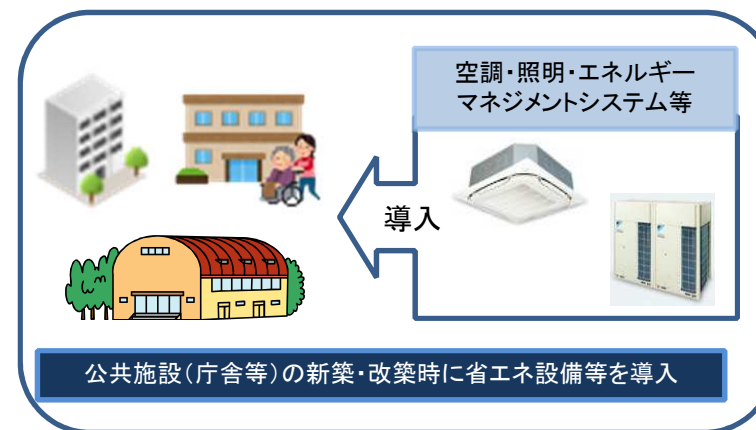 空調・照明・エネルギー
マネジメントシステム等
導入
公共施設(庁舎等)の新築・改築時に省エネ設備等を導入